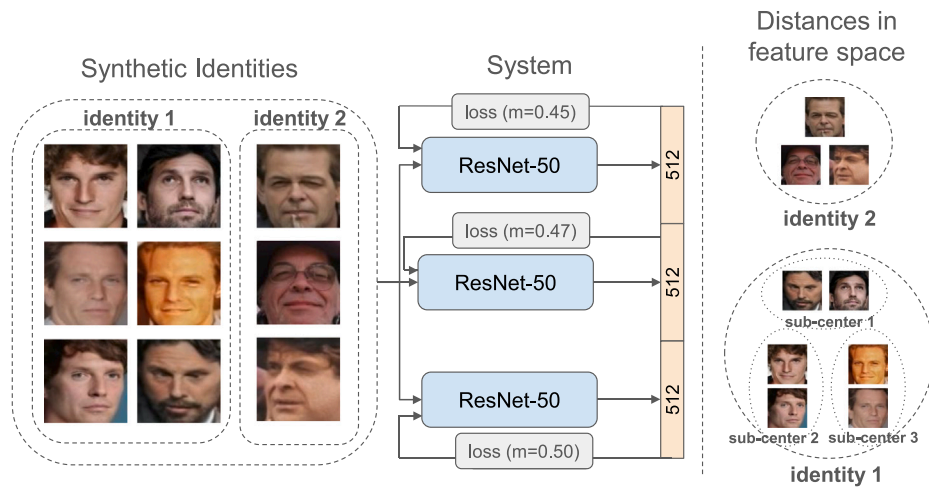 Synthetic Identities
identity 1
identity 2
System
loss (m=0.45)
ResNet-50
512
loss (m=0.47)
ResNet-50
512
ResNet-50
512
loss (m=0.50)
Distances in
feature space
identity 2
sub-center 1
sub-center 2
sub-center 3
identity 1